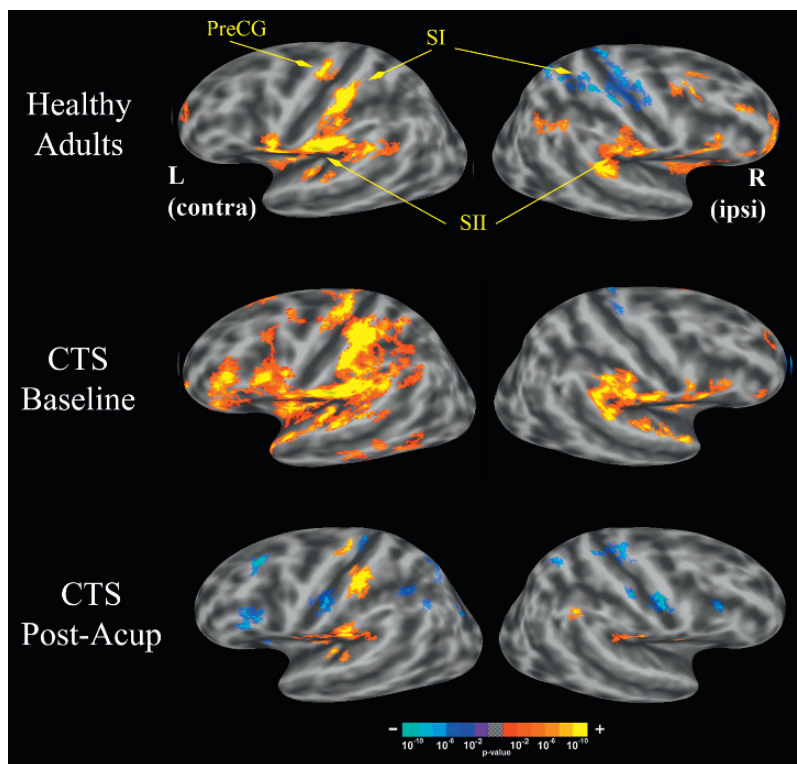 PreCG
SI
Healthy
Adults
L
(contra)
R
(ipsi)
SII
CTS
Baseline
CTS
Post-Acup
− +
10⁻¹⁰ 10⁻⁶ 10⁻² 10⁻² 10⁻⁶ 10⁻¹⁰
p-value